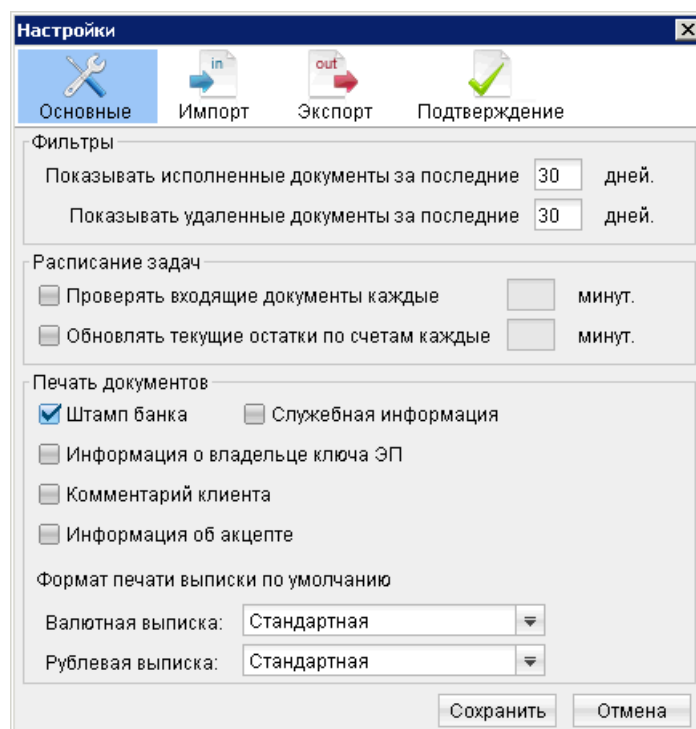 Настройки
in out
Основные Импорт Экспорт Подтверждение
Фильтры
Показывать исполненные документы за последние 30 дней.
Показывать удаленные документы за последние 30 дней.
Расписание задач
Проверять входящие документы каждые минут.
Обновлять текущие остатки по счетам каждые минут.
Печать документов
Штамп банка Служебная информация
Информация о владельце ключа ЭП
Комментарий клиента
Информация об акцепте
Формат печати выписки по умолчанию
Валютная выписка: Стандартная
Рублевая выписка: Стандартная
Сохранить Отмена